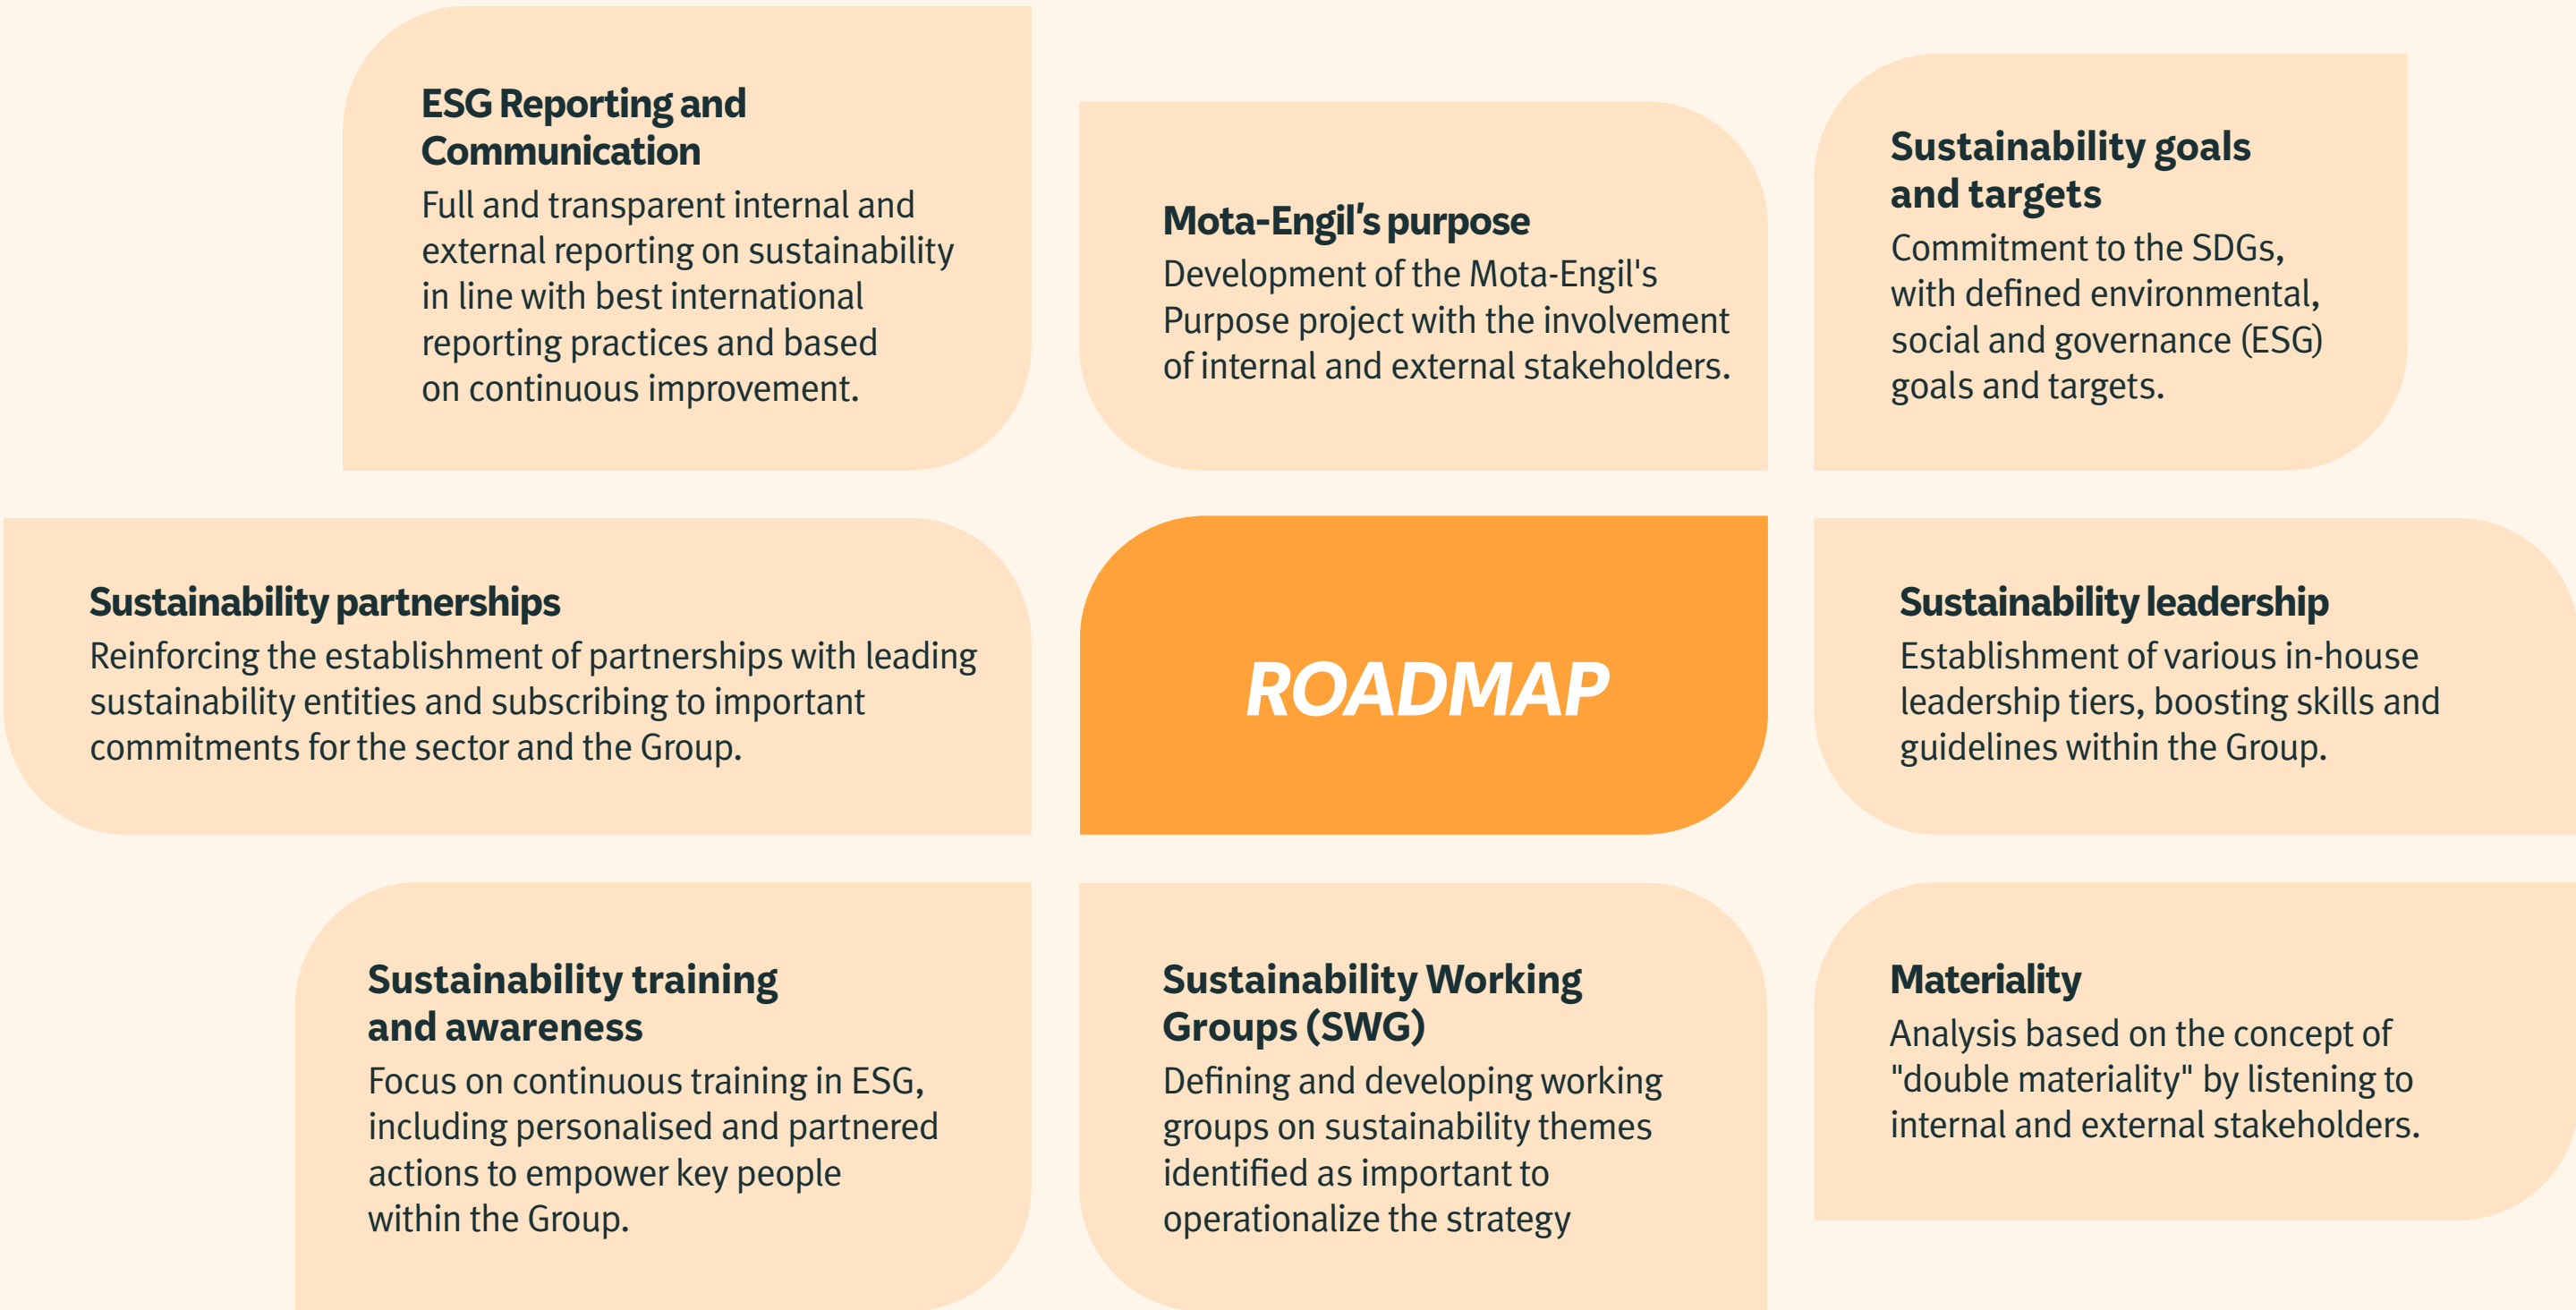 ESG Reporting and
Communication
Full and transparent internal and
external reporting on sustainability
in line with best international
reporting practices and based
on continuous improvement.
Mota-Engil's purpose
Development of the Mota-Engil's
Purpose project with the involvement
of internal and external stakeholders.
Sustainability goals
and targets
Commitment to the SDGs,
with defined environmental,
social and governance (ESG)
goals and targets.
Sustainability partnerships
Reinforcing the establishment of partnerships with leading
sustainability entities and subscribing to important
commitments for the sector and the Group.
ROADMAP
Sustainability leadership
Establishment of various in-house
leadership tiers, boosting skills and
guidelines within the Group.
Sustainability training
and awareness
Focus on continuous training in ESG,
including personalised and partnered
actions to empower key people
within the Group.
Sustainability Working
Groups (SWG)
Defining and developing working
groups on sustainability themes
identified as important to
operationalize the strategy
Materiality
Analysis based on the concept of
"double materiality" by listening to
internal and external stakeholders.